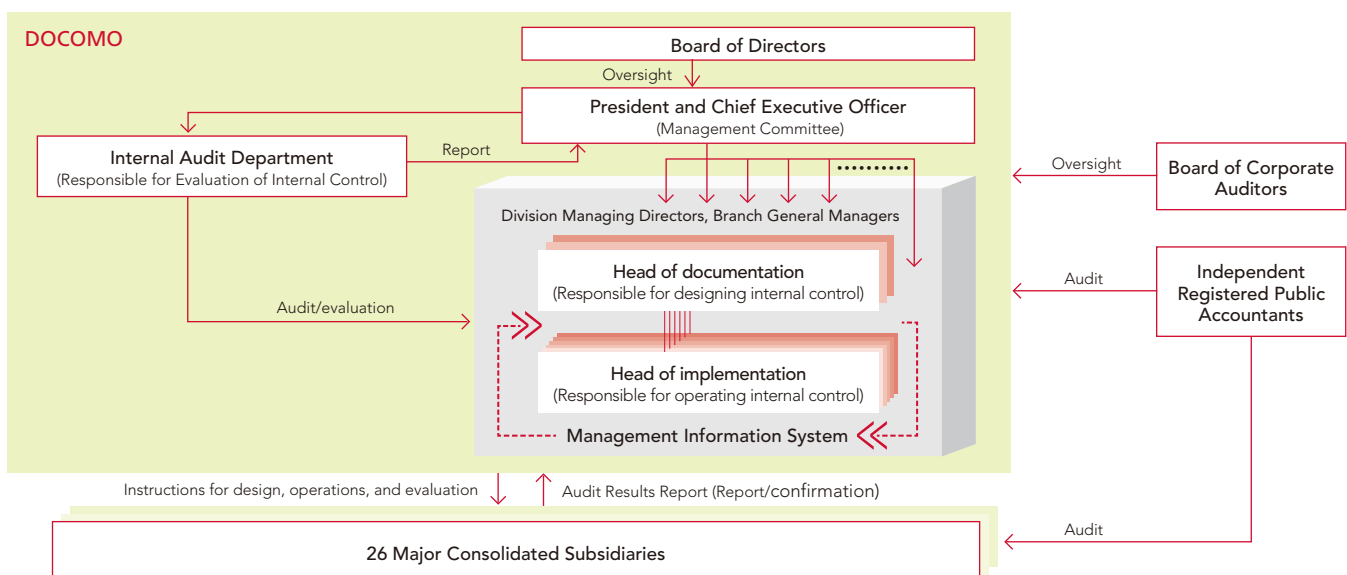 DOCOMO
Board of Directors
Oversight
President and Chief Executive Officer
(Management Committee)
Internal Audit Department
(Responsible for Evaluation of Internal Control)
Report
Oversight
Board of Corporate
Auditors
Division Managing Directors, Branch General Managers
Head of documentation
(Responsible for designing internal control)
Audit
Independent
Registered Public
Accountants
Audit/evaluation
Head of implementation
(Responsible for operating internal control)
Management Information System
Instructions for design, operations, and evaluation
Audit Results Report (Report/confirmation)
Audit
26 Major Consolidated Subsidiaries